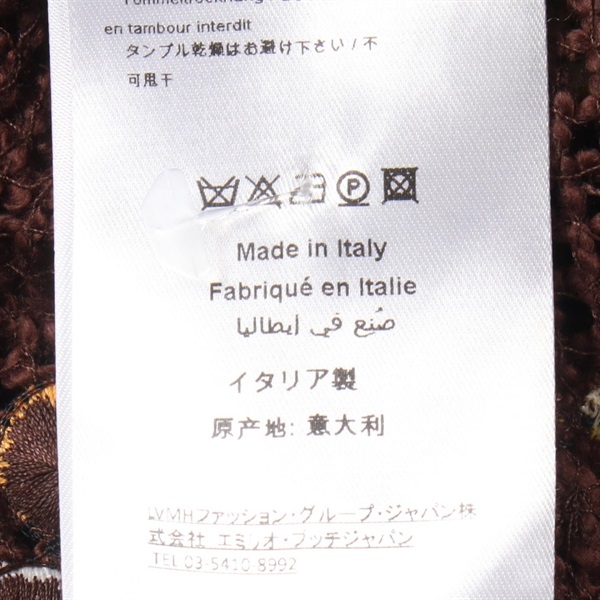 en tambour interdit
タンブル乾燥はお避け下さい / 不
可甩干
P
Made in Italy
Fabriqué en Italie
صُنع في إيطاليا
イタリア製
原产地: 意大利
LVMHファッション・グループ・ジャパン株
式会社 エミリオ・プッチジャパン
TEL 03-5410-8992